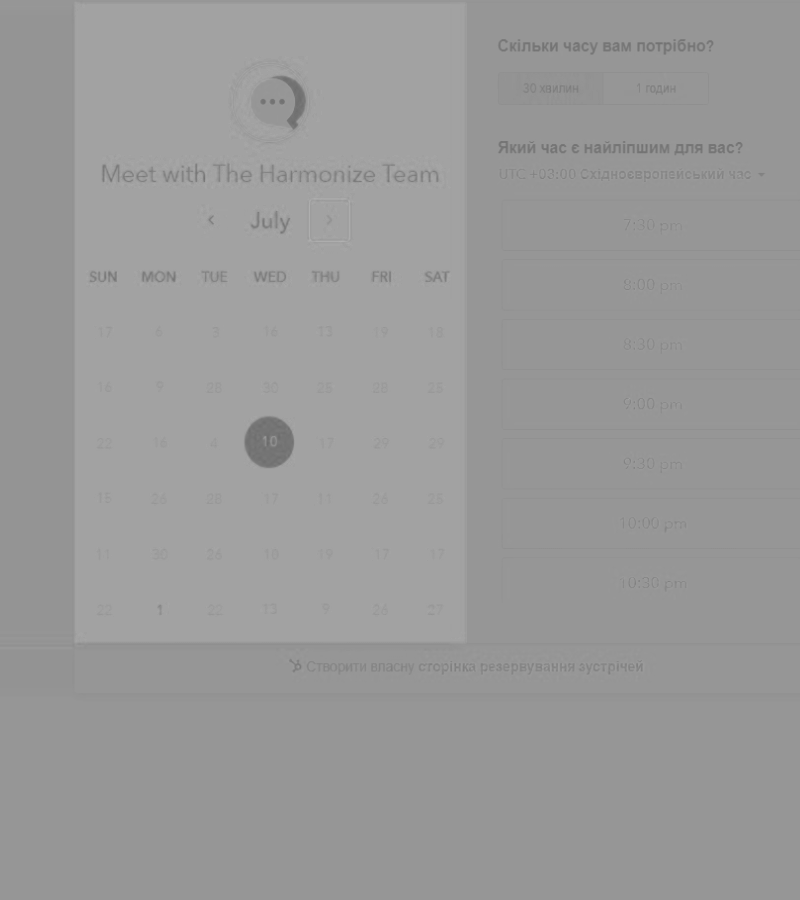 Meet with The Harmonize Team
July
SUN MON TUE WED THU FRI SAT
17 6 3 16 13 19 18
16 9 28 30 28 28 25
22 16 4 10 17 29 29
15 26 28 17 11 26 25
11 30 26 10 19 17 17
22 1 22 13 9 26 27
Скільки часу вам потрібно?
30 хвилин 1 годин
Який час є найліпшим для вас?
UTC +03:00 Східноєвропейський час
7:30 pm
8:00 pm
8:30 pm
9:00 pm
9:30 pm
10:00 pm
10:30 pm
Створити власну сторінка резервування зустрічей